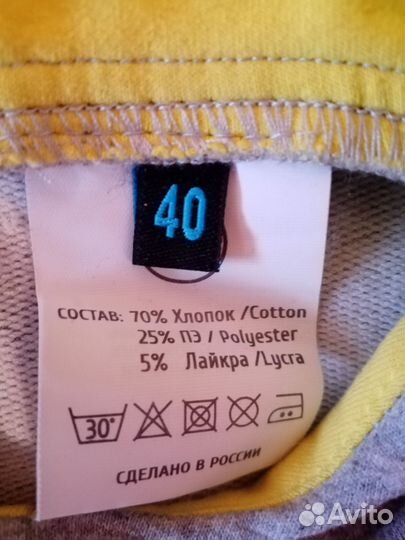 40
СОСТАВ: 70% Хлопок /Cotton
25% ПЭ / Polyester
5% Лайкра /Lycra
30°
СДЕЛАНО В РОССИИ
Avito